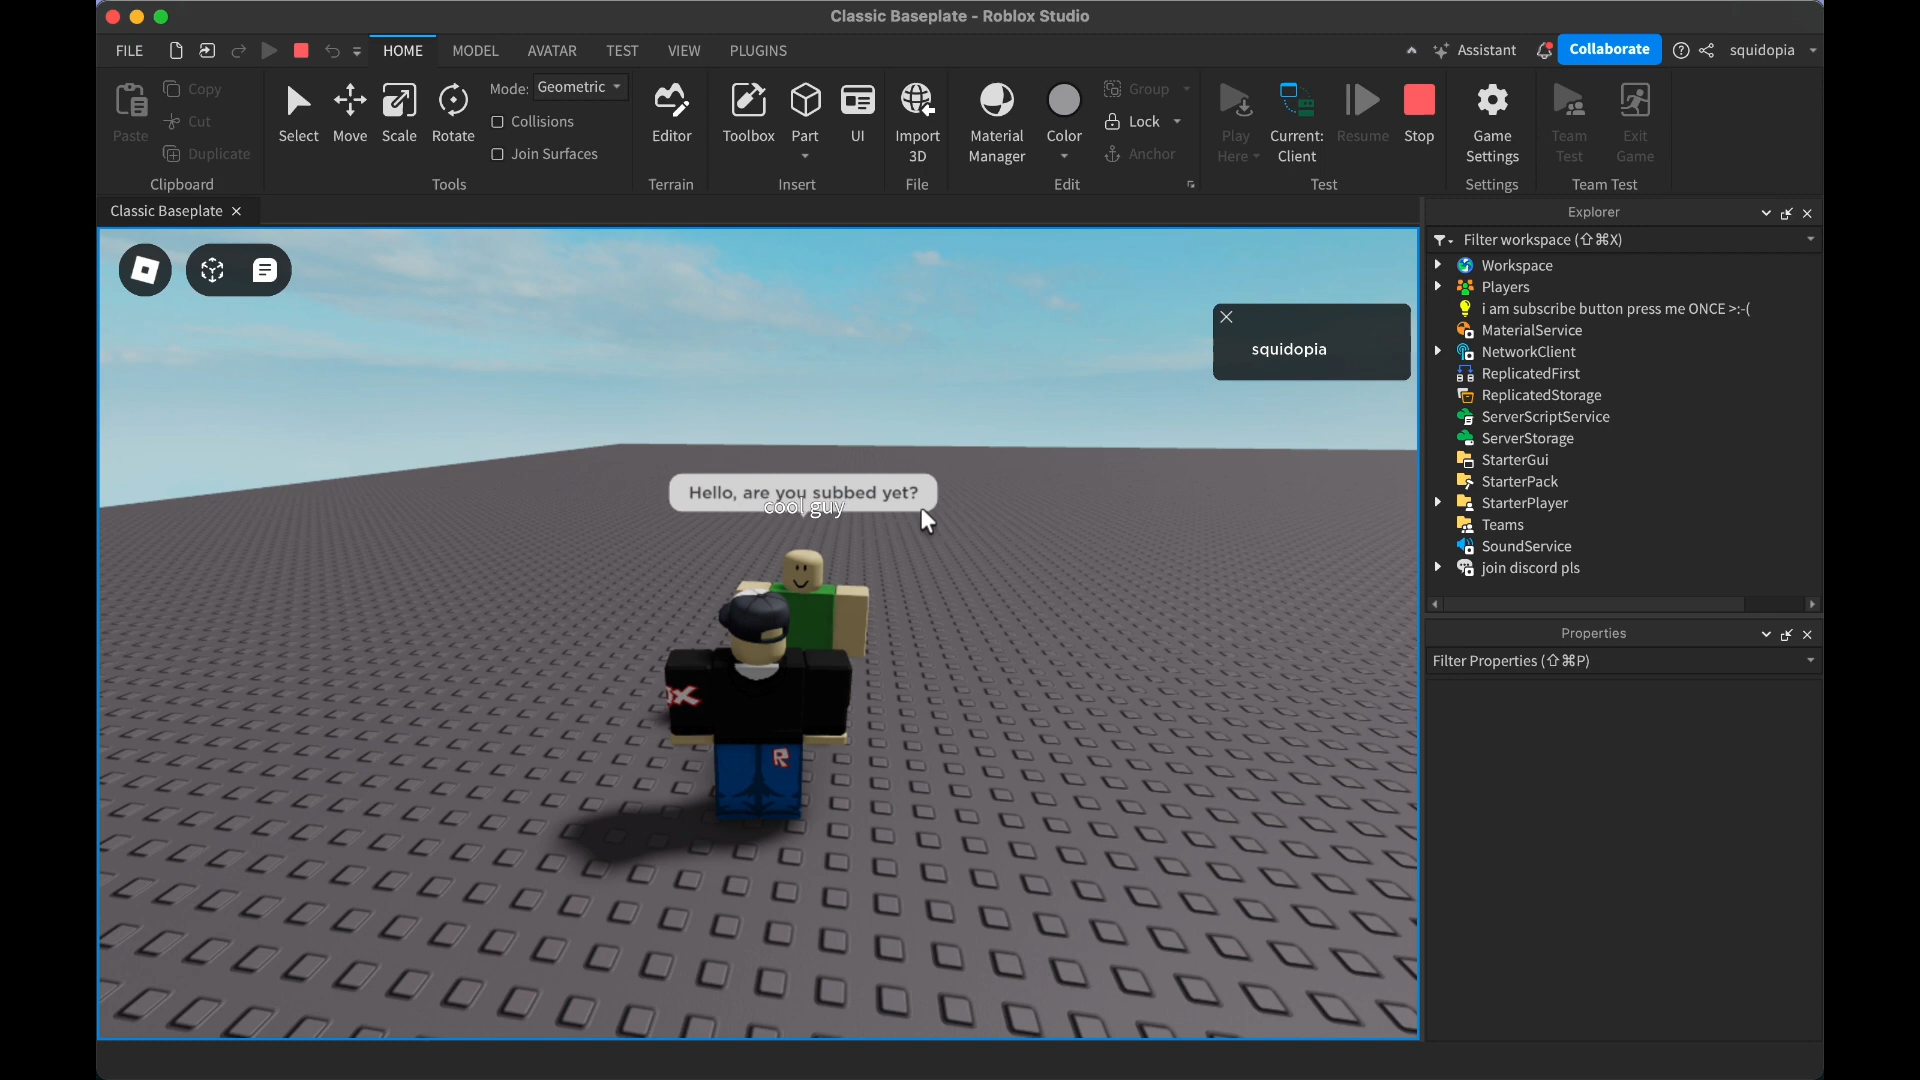 Classic Baseplate - Roblox Studio
FILE
HOME
MODEL
AVATAR
TEST
VIEW
PLUGINS
Assistant
Collaborate
squidopia
Paste
Copy
Cut
Duplicate
Clipboard
Select
Move
Scale
Rotate
Mode: Geometric
Collisions
Join Surfaces
Tools
Editor
Terrain
Toolbox
Part
UI
Insert
Import
3D
File
Material
Manager
Color
Group
Lock
Anchor
Edit
Play
Here
Current:
Client
Resume
Stop
Test
Game
Settings
Settings
Team
Test
Exit
Game
Team Test
Classic Baseplate
squidopia
Hello, are you subbed yet?
cool guy
R
Explorer
Filter workspace (⇧⌘X)
Workspace
Players
i am subscribe button press me ONCE >:-(
MaterialService
NetworkClient
ReplicatedFirst
ReplicatedStorage
ServerScriptService
ServerStorage
StarterGui
StarterPack
StarterPlayer
Teams
SoundService
join discord pls
Properties
Filter Properties (⇧⌘P)